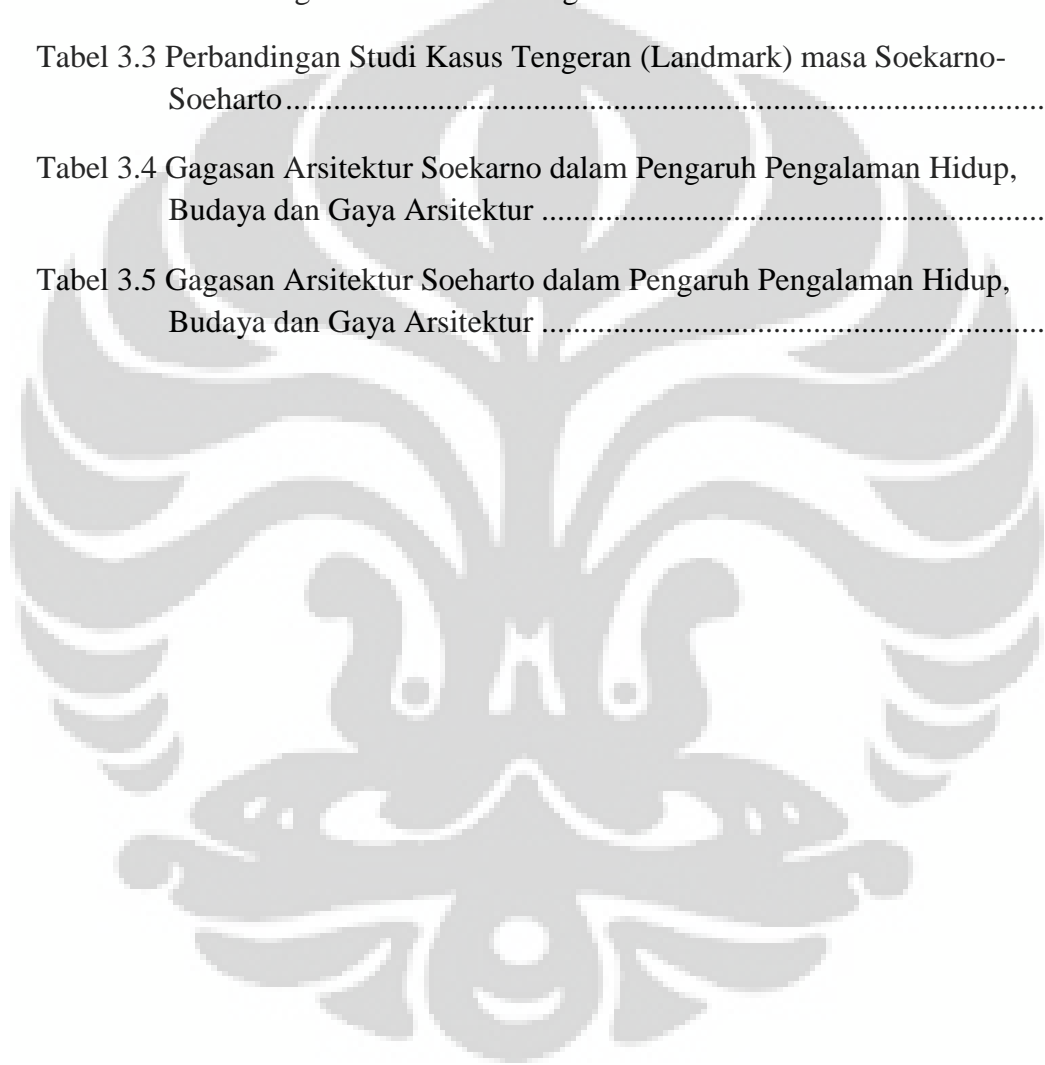 Tabel 3.3 Perbandingan Studi Kasus Tengeran (Landmark) masa Soekarno-
Soeharto...........................................................................................
Tabel 3.4 Gagasan Arsitektur Soekarno dalam Pengaruh Pengalaman Hidup,
Budaya dan Gaya Arsitektur ............................................................
Tabel 3.5 Gagasan Arsitektur Soeharto dalam Pengaruh Pengalaman Hidup,
Budaya dan Gaya Arsitektur ............................................................